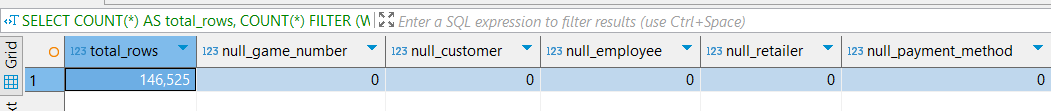 SELECT COUNT(*) AS total_rows, COUNT(*) FILTER (W Enter a SQL expression to filter results (use Ctrl+Space)
Grid 123 total_rows 123 null_game_number 123 null_customer 123 null_employee 123 null_retailer 123 null_payment_method
1 146,525 0 0 0 0 0